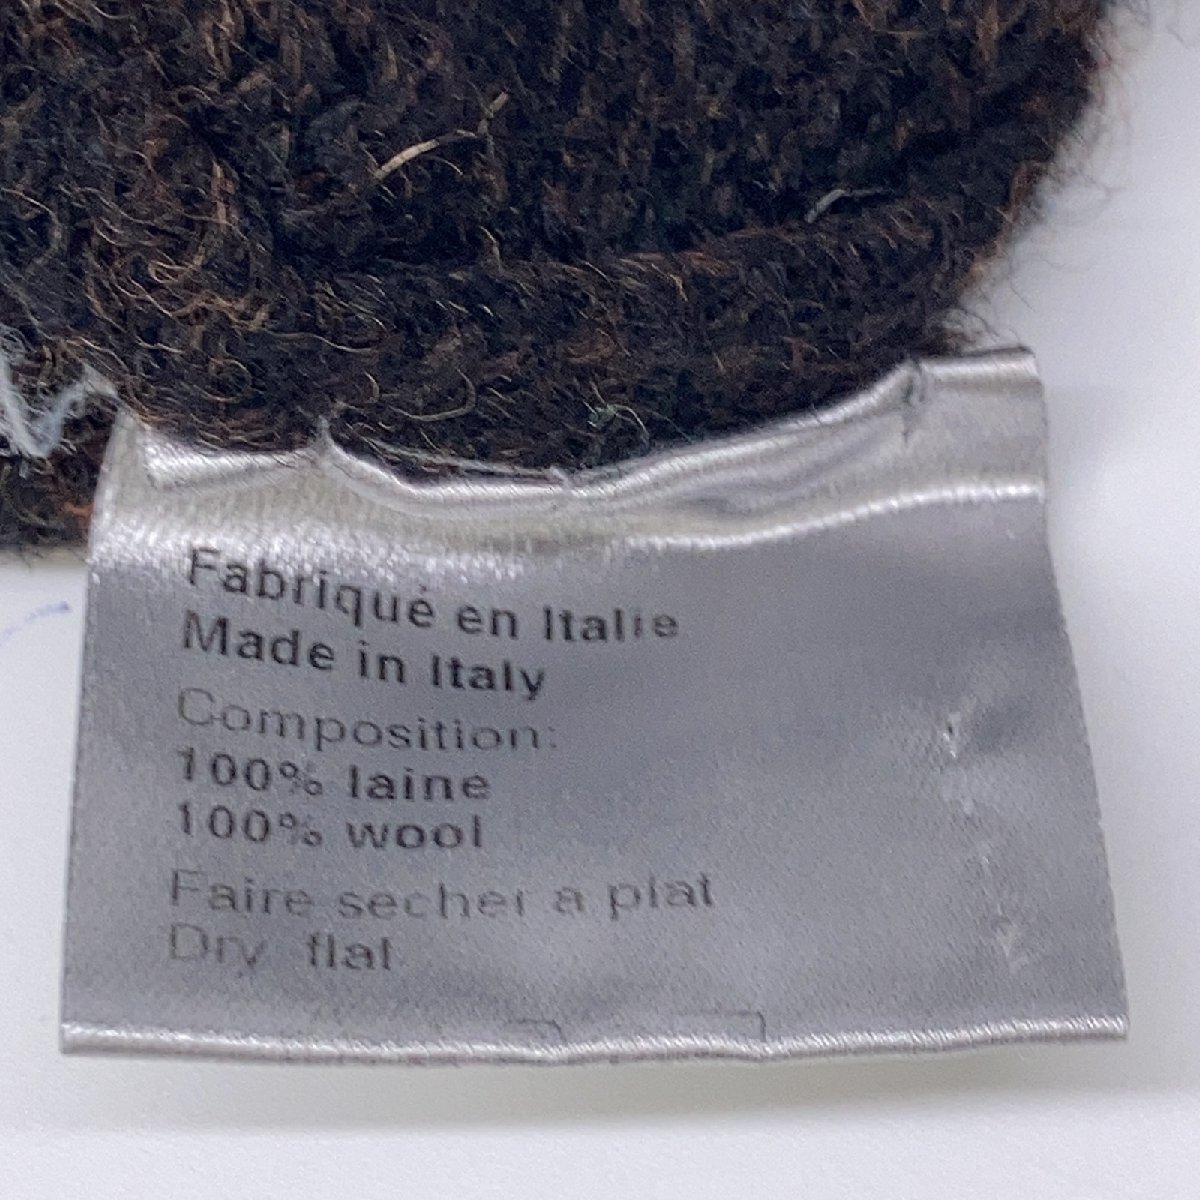 Fabriqué en Italie
Made in Italy
Composition:
100% laine
100% wool
Faire secher a plat
Dry flat